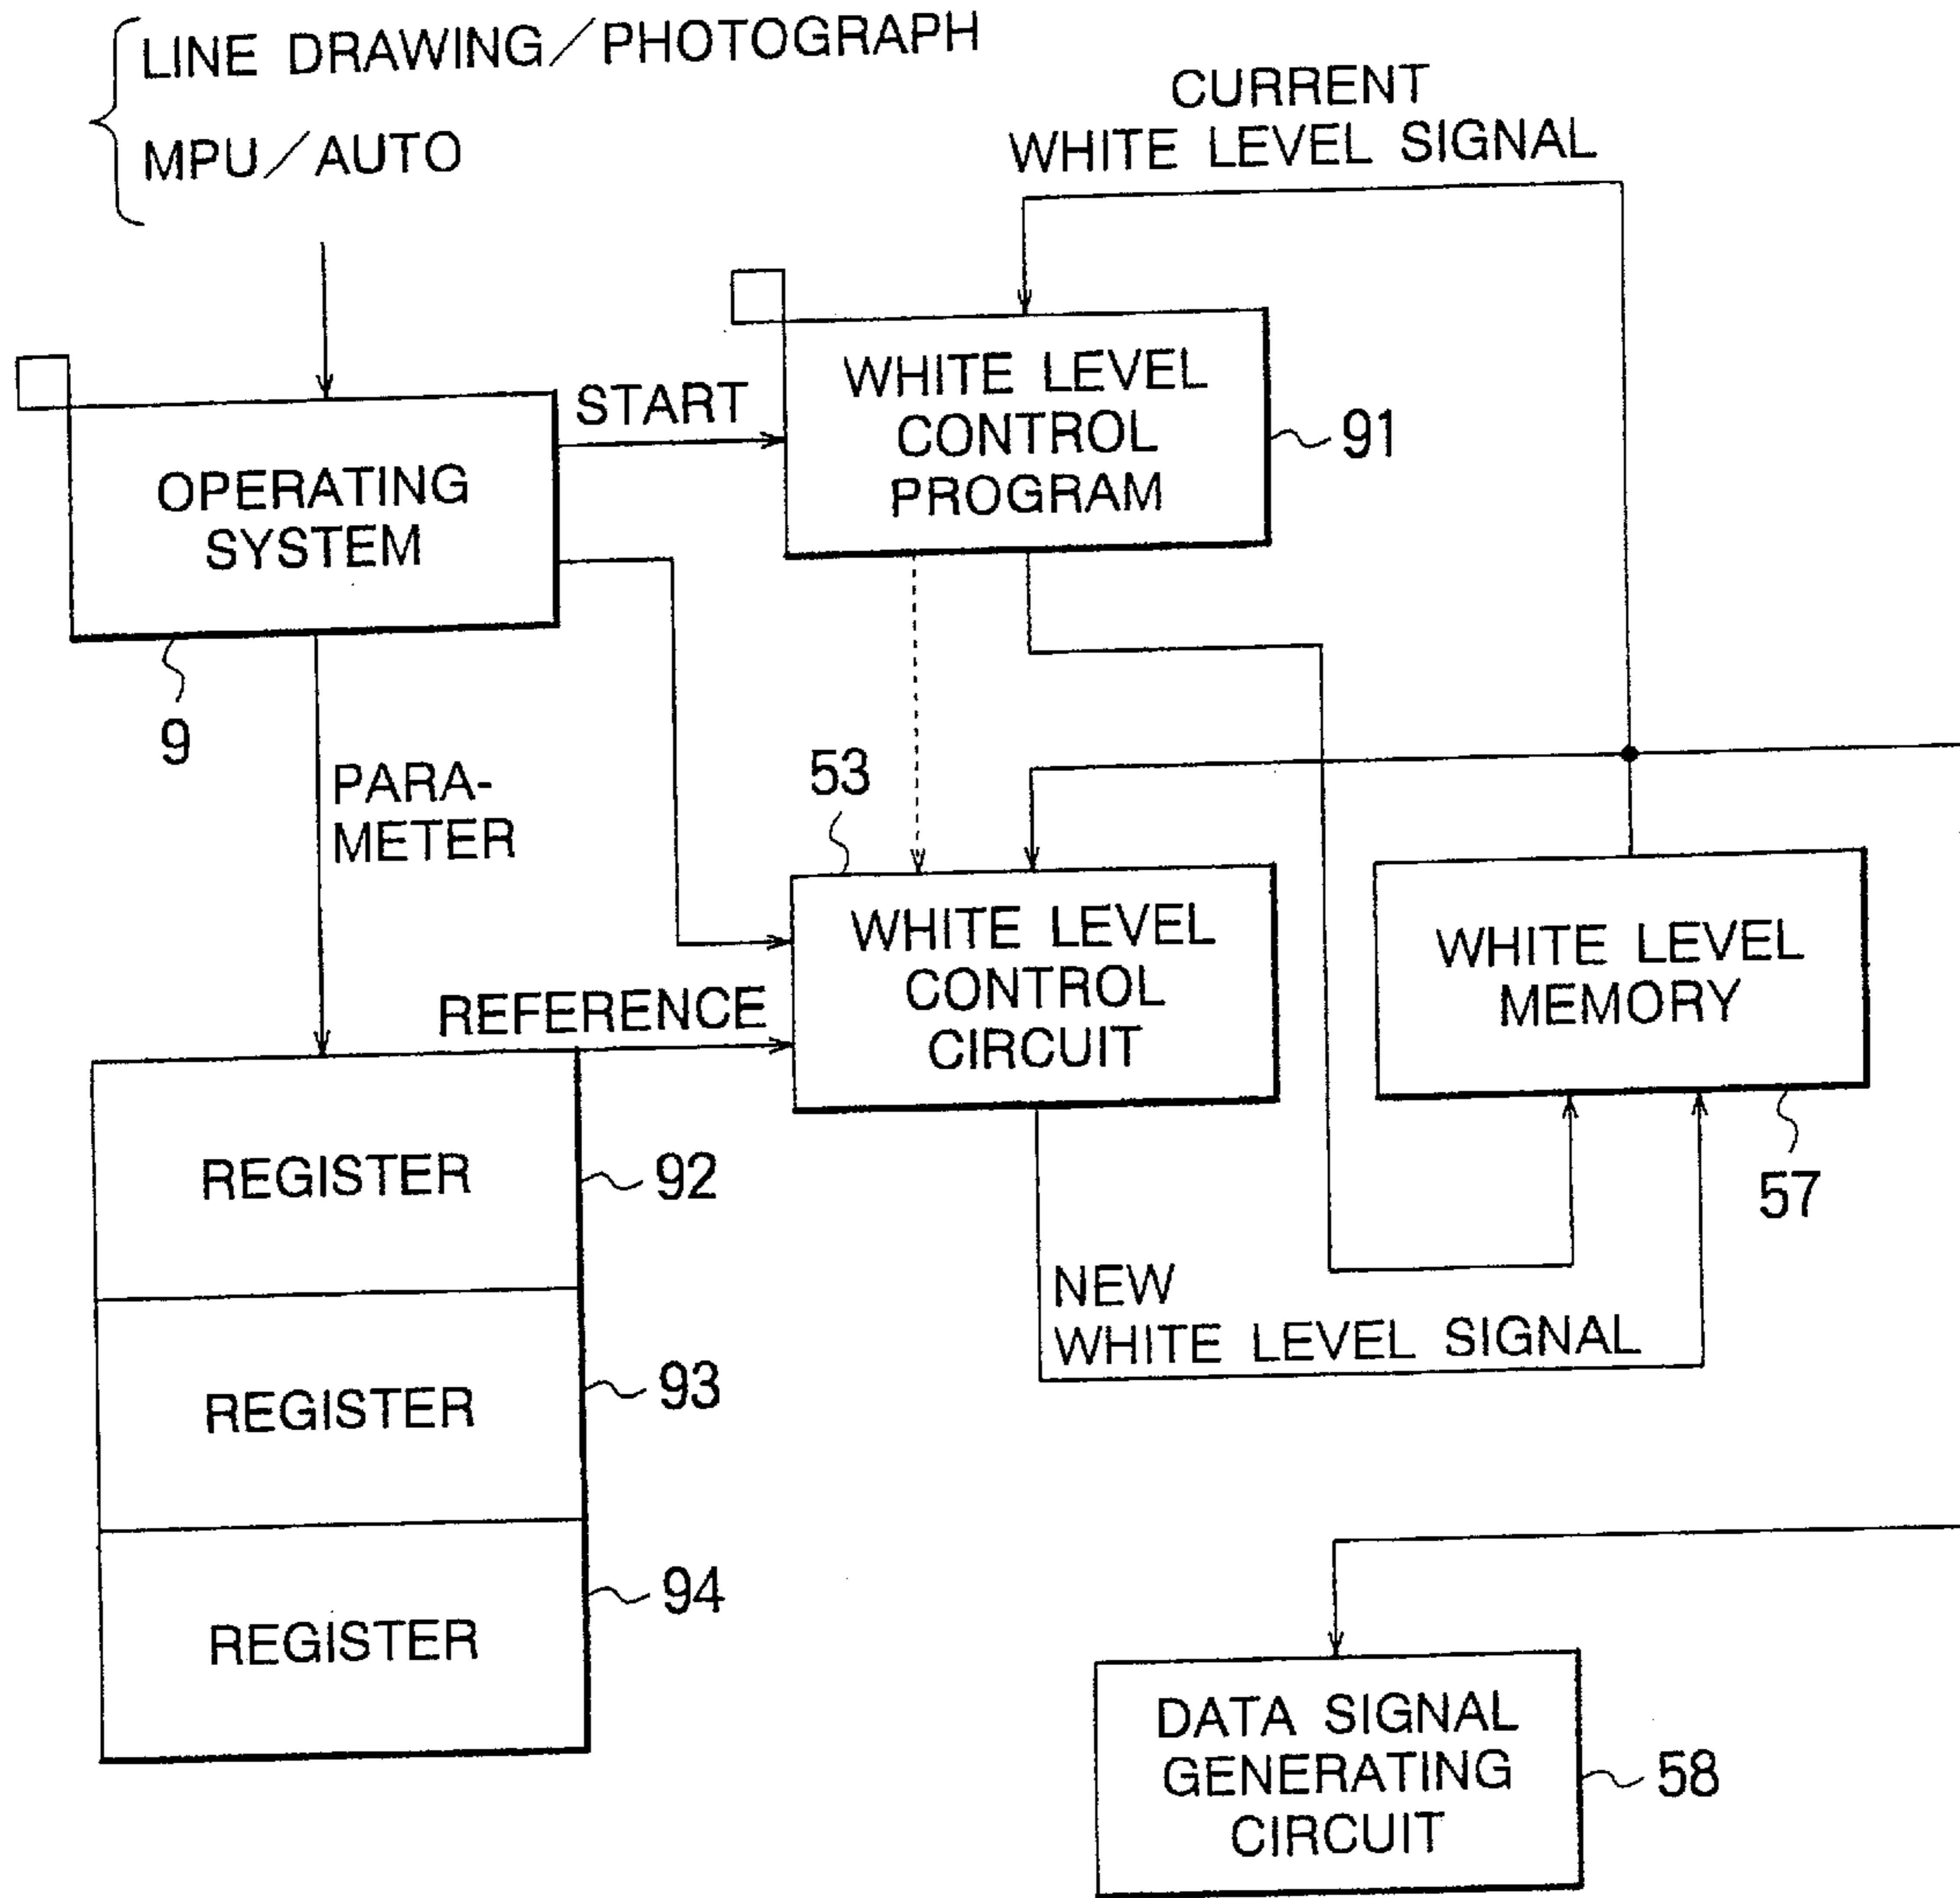 LINE DRAWING/PHOTOGRAPH
MPU/AUTO
CURRENT
WHITE LEVEL SIGNAL
OPERATING
SYSTEM
9
START
WHITE LEVEL
CONTROL
PROGRAM
91
PARA-
METER
53
WHITE LEVEL
CONTROL
CIRCUIT
REFERENCE
WHITE LEVEL
MEMORY
57
REGISTER
92
REGISTER
93
REGISTER
94
NEW
WHITE LEVEL SIGNAL
DATA SIGNAL
GENERATING
CIRCUIT
58